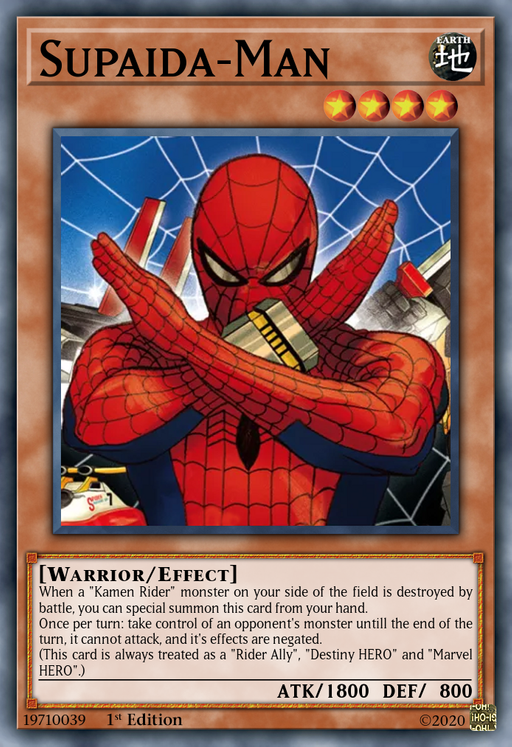 Supaida-Man
EARTH
地
[Warrior/Effect]
When a "Kamen Rider" monster on your side of the field is destroyed by
battle, you can special summon this card from your hand.
Once per turn: take control of an opponent's monster untill the end of the
turn, it cannot attack, and it's effects are negated.
(This card is always treated as a "Rider Ally", "Destiny HERO" and "Marvel
HERO".)
ATK/1800 DEF/ 800
19710039 1st Edition ©2020